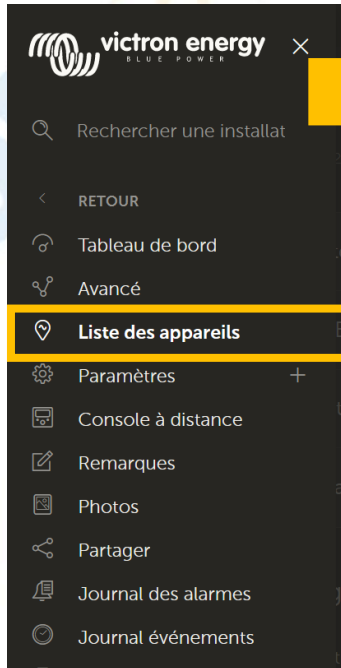 victron energy
BLUE POWER
Rechercher une installat
RETOUR
Tableau de bord
Avancé
Liste des appareils
Paramètres
Console à distance
Remarques
Photos
Partager
Journal des alarmes
Journal événements